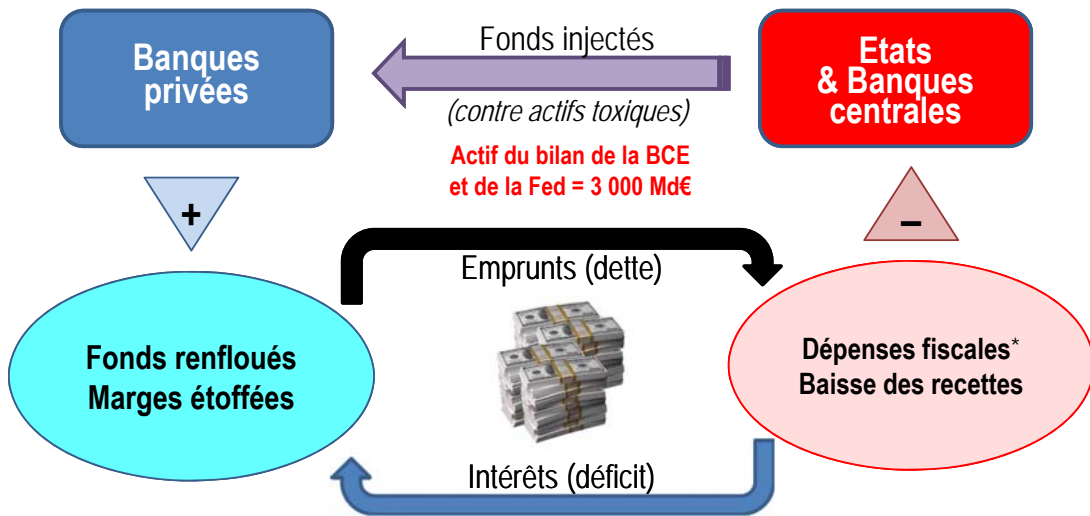 Banques
privées
Fonds injectés
(contre actifs toxiques)
Actif du bilan de la BCE
et de la Fed = 3 000 Md€
Etats
& Banques
centrales
+
–
Emprunts (dette)
Fonds renfloués
Marges étoffées
Dépenses fiscales*
Baisse des recettes
Intérêts (déficit)